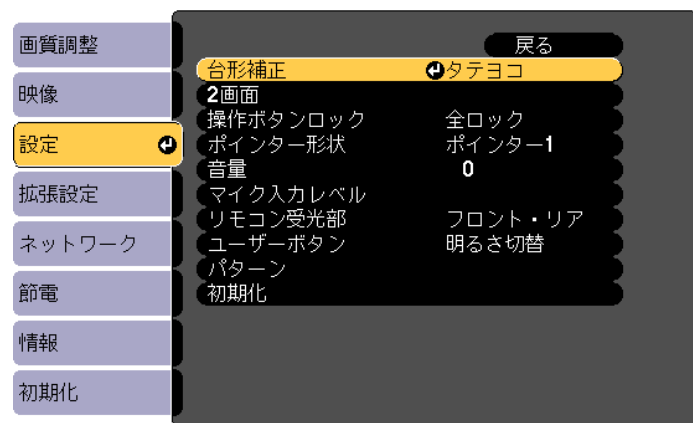 画質調整
映像
設定
拡張設定
ネットワーク
節電
情報
初期化
戻る
台形補正 タテヨコ
2画面
操作ボタンロック 全ロック
ポインター形状 ポインター1
音量 0
マイク入力レベル
リモコン受光部 フロント・リア
ユーザーボタン 明るさ切替
パターン
初期化